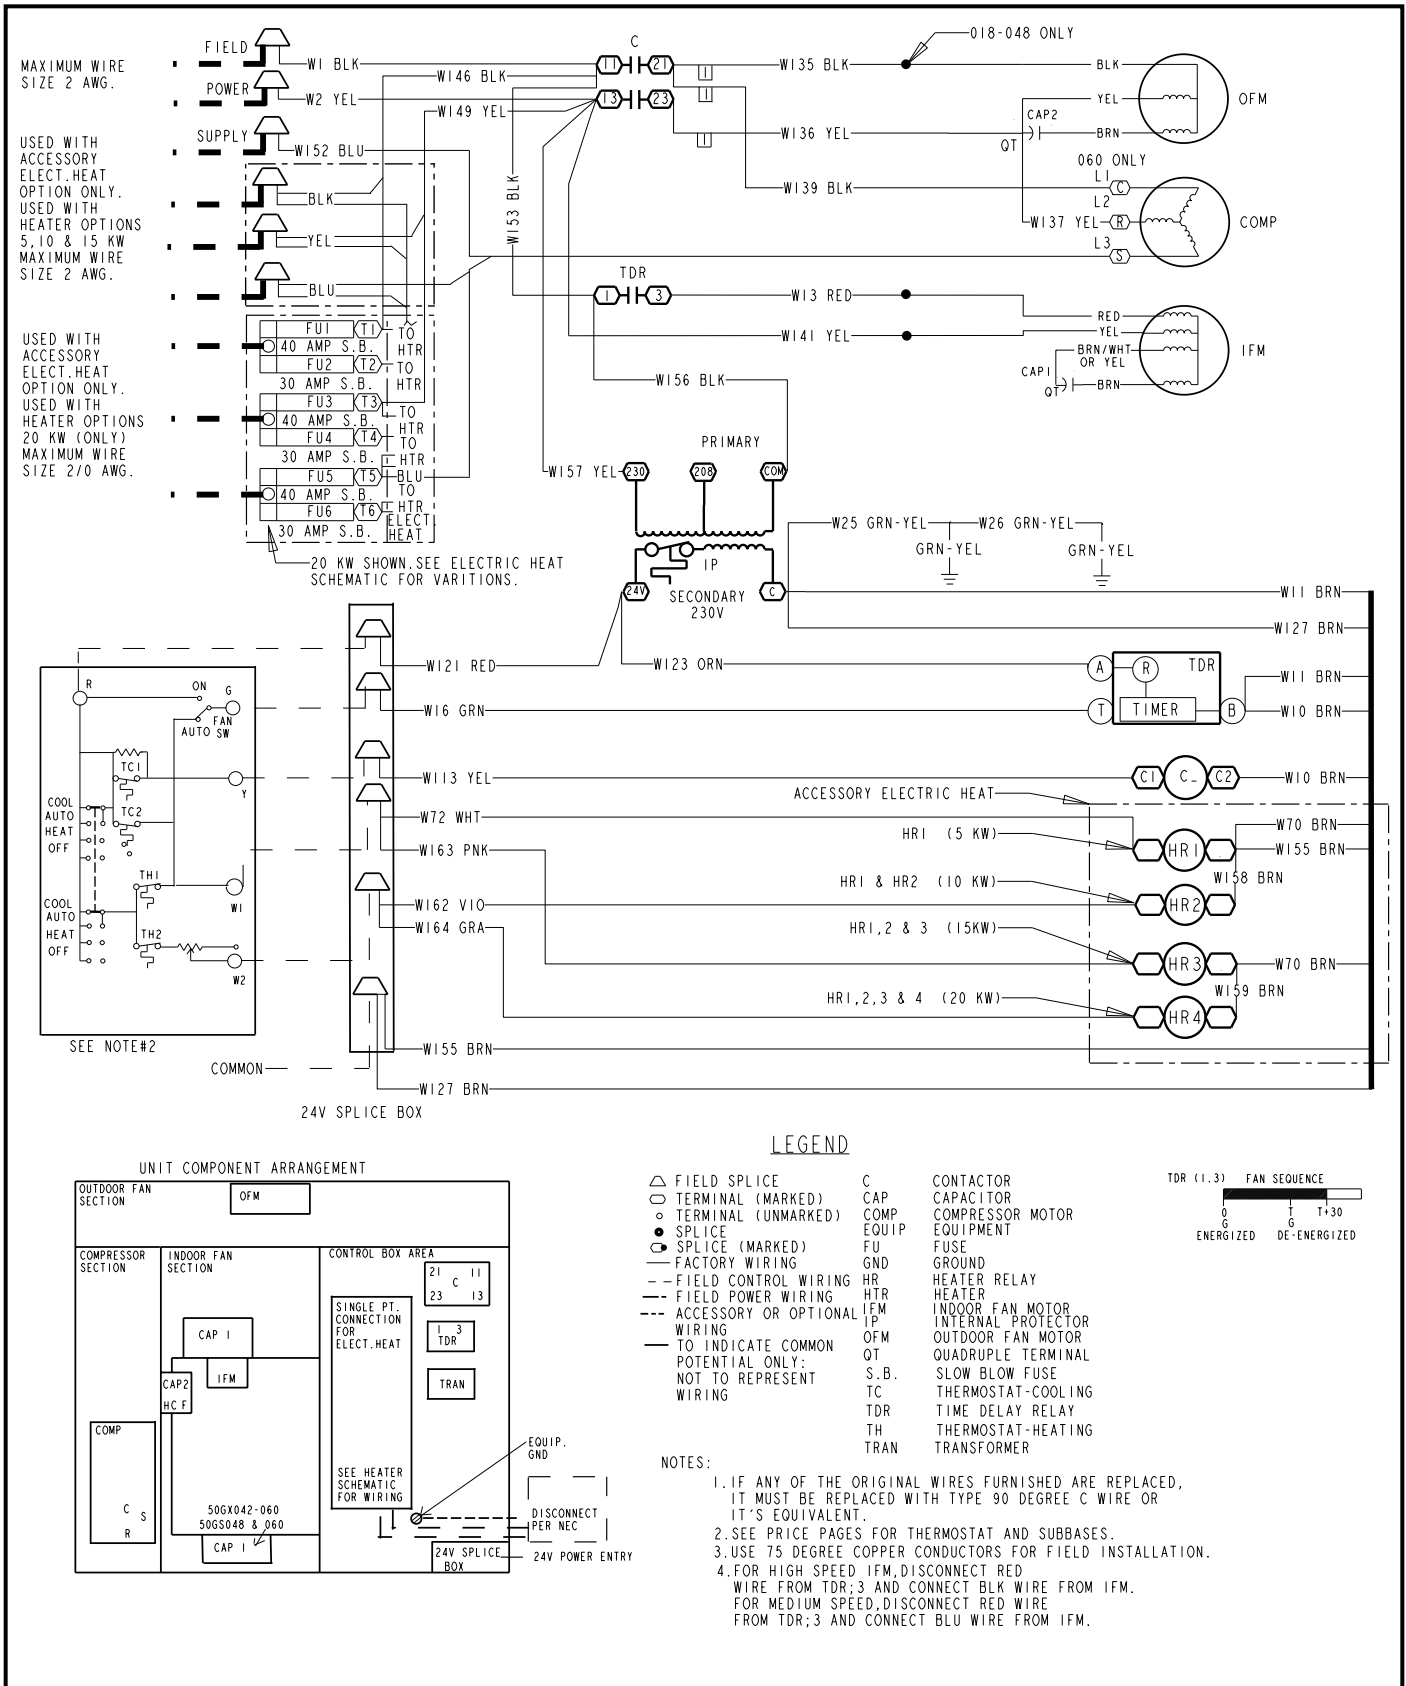 MAXIMUM WIRE
SIZE 2 AWG.
FIELD
POWER
SUPPLY
W1 BLK
W2 YEL
W152 BLU
W146 BLK
W149 YEL
W153 BLK
C
11
21
13
23
1
1
1
W135 BLK
018-048 ONLY
W136 YEL
W139 BLK
BLK
YEL
CAP2
QT
BRN
OFM
060 ONLY
L1
C
L2
W137 YEL
R
L3
S
COMP
USED WITH
ACCESSORY
ELECT.HEAT
OPTION ONLY.
USED WITH
HEATER OPTIONS
5,10 & 15 KW
MAXIMUM WIRE
SIZE 2 AWG.
BLK
YEL
BLU
TDR
1
3
W13 RED
W141 YEL
RED
YEL
BRN/WHT
OR YEL
CAP1
QT
BRN
IFM
USED WITH
ACCESSORY
ELECT.HEAT
OPTION ONLY.
USED WITH
HEATER OPTIONS
20 KW (ONLY)
MAXIMUM WIRE
SIZE 2/0 AWG.
FU1
T1
TO
HTR
40 AMP S.B.
FU2
T2
TO
HTR
30 AMP S.B.
FU3
T3
TO
HTR
40 AMP S.B.
FU4
T4
TO
HTR
30 AMP S.B.
FU5
T5
BLU
TO
HTR
40 AMP S.B.
FU6
T6
ELECT.
HEAT
30 AMP S.B.
20 KW SHOWN.SEE ELECTRIC HEAT
SCHEMATIC FOR VARITIONS.
W156 BLK
W157 YEL
PRIMARY
230
208
COM
IP
24V
SECONDARY
230V
C
W25 GRN-YEL
W26 GRN-YEL
GRN-YEL
GRN-YEL
W11 BRN
W127 BRN
W121 RED
W123 ORN
A
R
TDR
T
TIMER
B
W11 BRN
W10 BRN
W16 GRN
W113 YEL
C1
C_
C2
W10 BRN
R
ON
G
FAN
SW
AUTO
TC1
TC2
Y
COOL
AUTO
HEAT
OFF
TH1
W1
COOL
AUTO
HEAT
OFF
TH2
W2
SEE NOTE#2
COMMON
ACCESSORY ELECTRIC HEAT
W72 WHT
W163 PNK
HR1 (5 KW)
HR1
W70 BRN
W155 BRN
W158 BRN
W162 VIO
HR1 & HR2 (10 KW)
HR2
W164 GRA
HR1,2 & 3 (15KW)
HR3
W70 BRN
W159 BRN
HR1,2,3 & 4 (20 KW)
HR4
W155 BRN
W127 BRN
24V SPLICE BOX
UNIT COMPONENT ARRANGEMENT
OUTDOOR FAN
SECTION
OFM
COMPRESSOR
SECTION
INDOOR FAN
SECTION
CONTROL BOX AREA
21 11
C
23 13
SINGLE PT.
CONNECTION
FOR
ELECT.HEAT
1 3
TDR
TRAN
CAP 1
IFM
CAP2
HC F
COMP
C
S
R
50GX042-060
50GS048 & 060
CAP 1
SEE HEATER
SCHEMATIC
FOR WIRING
EQUIP.
GND
DISCONNECT
PER NEC
24V SPLICE
BOX
24V POWER ENTRY
LEGEND
FIELD SPLICE
TERMINAL (MARKED)
TERMINAL (UNMARKED)
SPLICE
SPLICE (MARKED)
FACTORY WIRING
FIELD CONTROL WIRING
FIELD POWER WIRING
ACCESSORY OR OPTIONAL
WIRING
TO INDICATE COMMON
POTENTIAL ONLY:
NOT TO REPRESENT
WIRING
C CONTACTOR
CAP CAPACITOR
COMP COMPRESSOR MOTOR
EQUIP EQUIPMENT
FU FUSE
GND GROUND
HR HEATER RELAY
HTR HEATER
IFM INDOOR FAN MOTOR
IP INTERNAL PROTECTOR
OFM OUTDOOR FAN MOTOR
QT QUADRUPLE TERMINAL
S.B. SLOW BLOW FUSE
TC THERMOSTAT-COOLING
TDR TIME DELAY RELAY
TH THERMOSTAT-HEATING
TRAN TRANSFORMER
TDR (1.3) FAN SEQUENCE
0 T T+30
G G
ENERGIZED DE-ENERGIZED
NOTES:
1.IF ANY OF THE ORIGINAL WIRES FURNISHED ARE REPLACED,
IT MUST BE REPLACED WITH TYPE 90 DEGREE C WIRE OR
IT'S EQUIVALENT.
2.SEE PRICE PAGES FOR THERMOSTAT AND SUBBASES.
3.USE 75 DEGREE COPPER CONDUCTORS FOR FIELD INSTALLATION.
4.FOR HIGH SPEED IFM,DISCONNECT RED
WIRE FROM TDR;3 AND CONNECT BLK WIRE FROM IFM.
FOR MEDIUM SPEED,DISCONNECT RED WIRE
FROM TDR;3 AND CONNECT BLU WIRE FROM IFM.